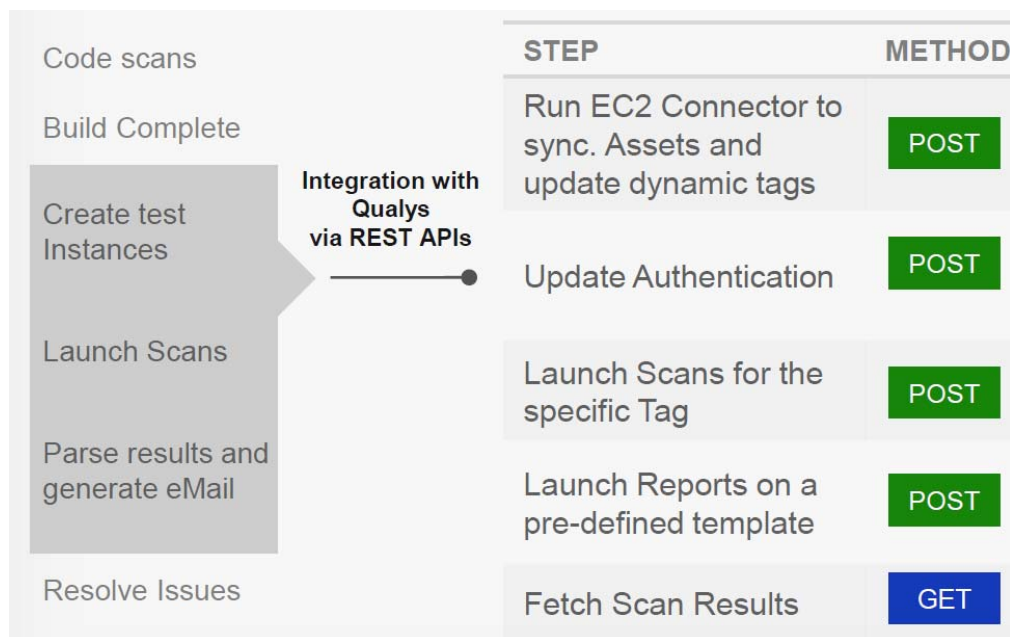 Code scans
Build Complete
Create test
Instances
Launch Scans
Parse results and
generate eMail
Resolve Issues
Integration with
Qualys
via REST APIs
STEP METHOD
Run EC2 Connector to
sync. Assets and
update dynamic tags
POST
Update Authentication
POST
Launch Scans for the
specific Tag
POST
Launch Reports on a
pre-defined template
POST
Fetch Scan Results
GET